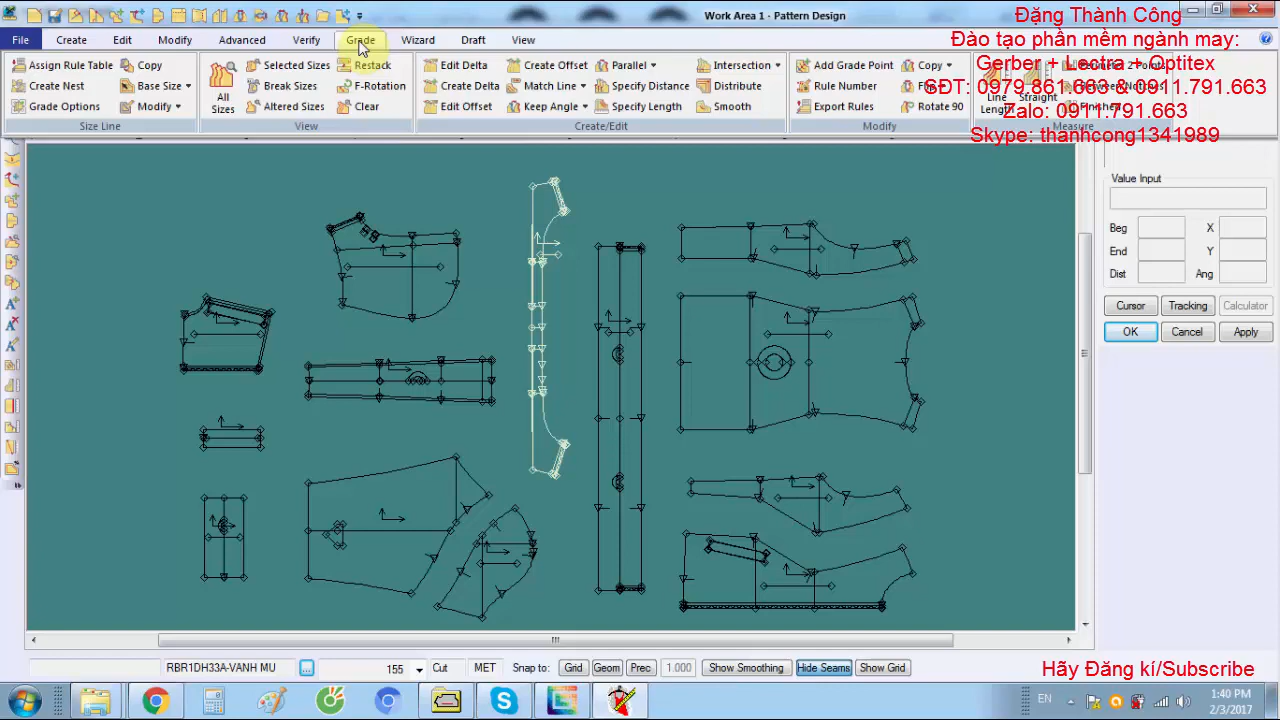 Work Area 1 - Pattern Design
Đặng Thành Công
Đào tạo phần mềm ngành may:
Gerber + Lectra + Optitex
SĐT: 0979.861.663 & 0911.791.663
Zalo: 0911.791.663
Skype: thanhcong1341989
File Create Edit Modify Advanced Verify Grade Wizard Draft View
Assign Rule Table Copy
Create Nest Base Size
Grade Options Modify
Size Line
All Sizes
Selected Sizes Restack
Break Sizes F-Rotation
Altered Sizes Clear
View
Edit Delta Create Offset Parallel Intersection
Create Delta Match Line Specify Distance Distribute
Edit Offset Keep Angle Specify Length Smooth
Create/Edit
Add Grade Point Copy
Rule Number Flip
Export Rules Rotate 90
Modify
Line Length
Straight
Measure
Value Input
Beg X
End Y
Dist Ang
Cursor Tracking Calculator
OK Cancel Apply
RBR1DH33A-VANH MU ... 155 Cut MET Snap to: Grid Geom Prec 1.000 Show Smoothing Hide Seams Show Grid
Hãy Đăng kí/Subscribe
EN
1:40 PM
2/3/2017